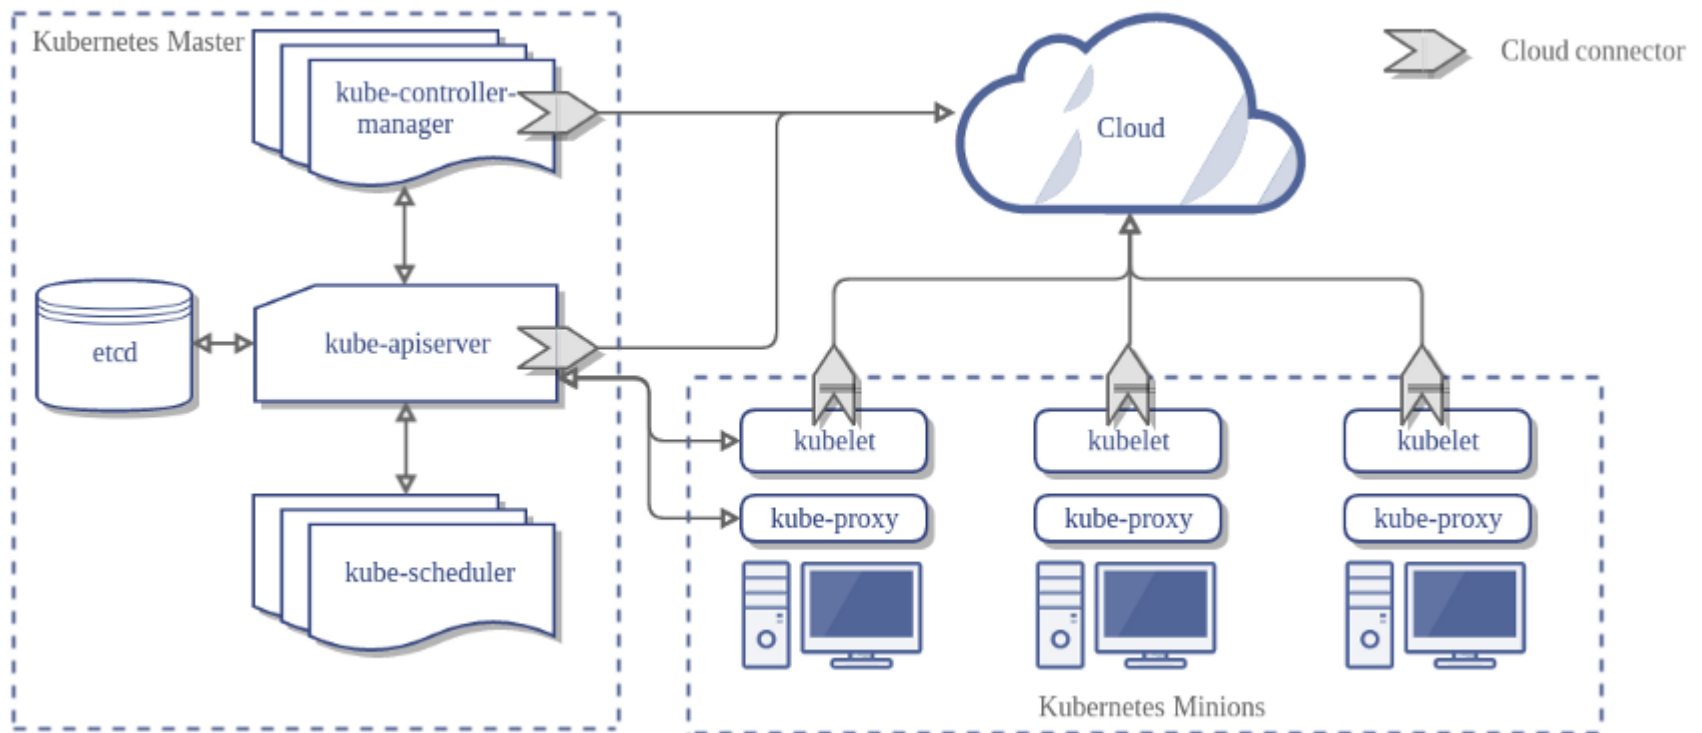 Kubernetes Master
kube-controller-
manager
Cloud
Cloud connector
etcd
kube-apiserver
kube-scheduler
kubelet
kubelet
kubelet
kube-proxy
kube-proxy
kube-proxy
Kubernetes Minions